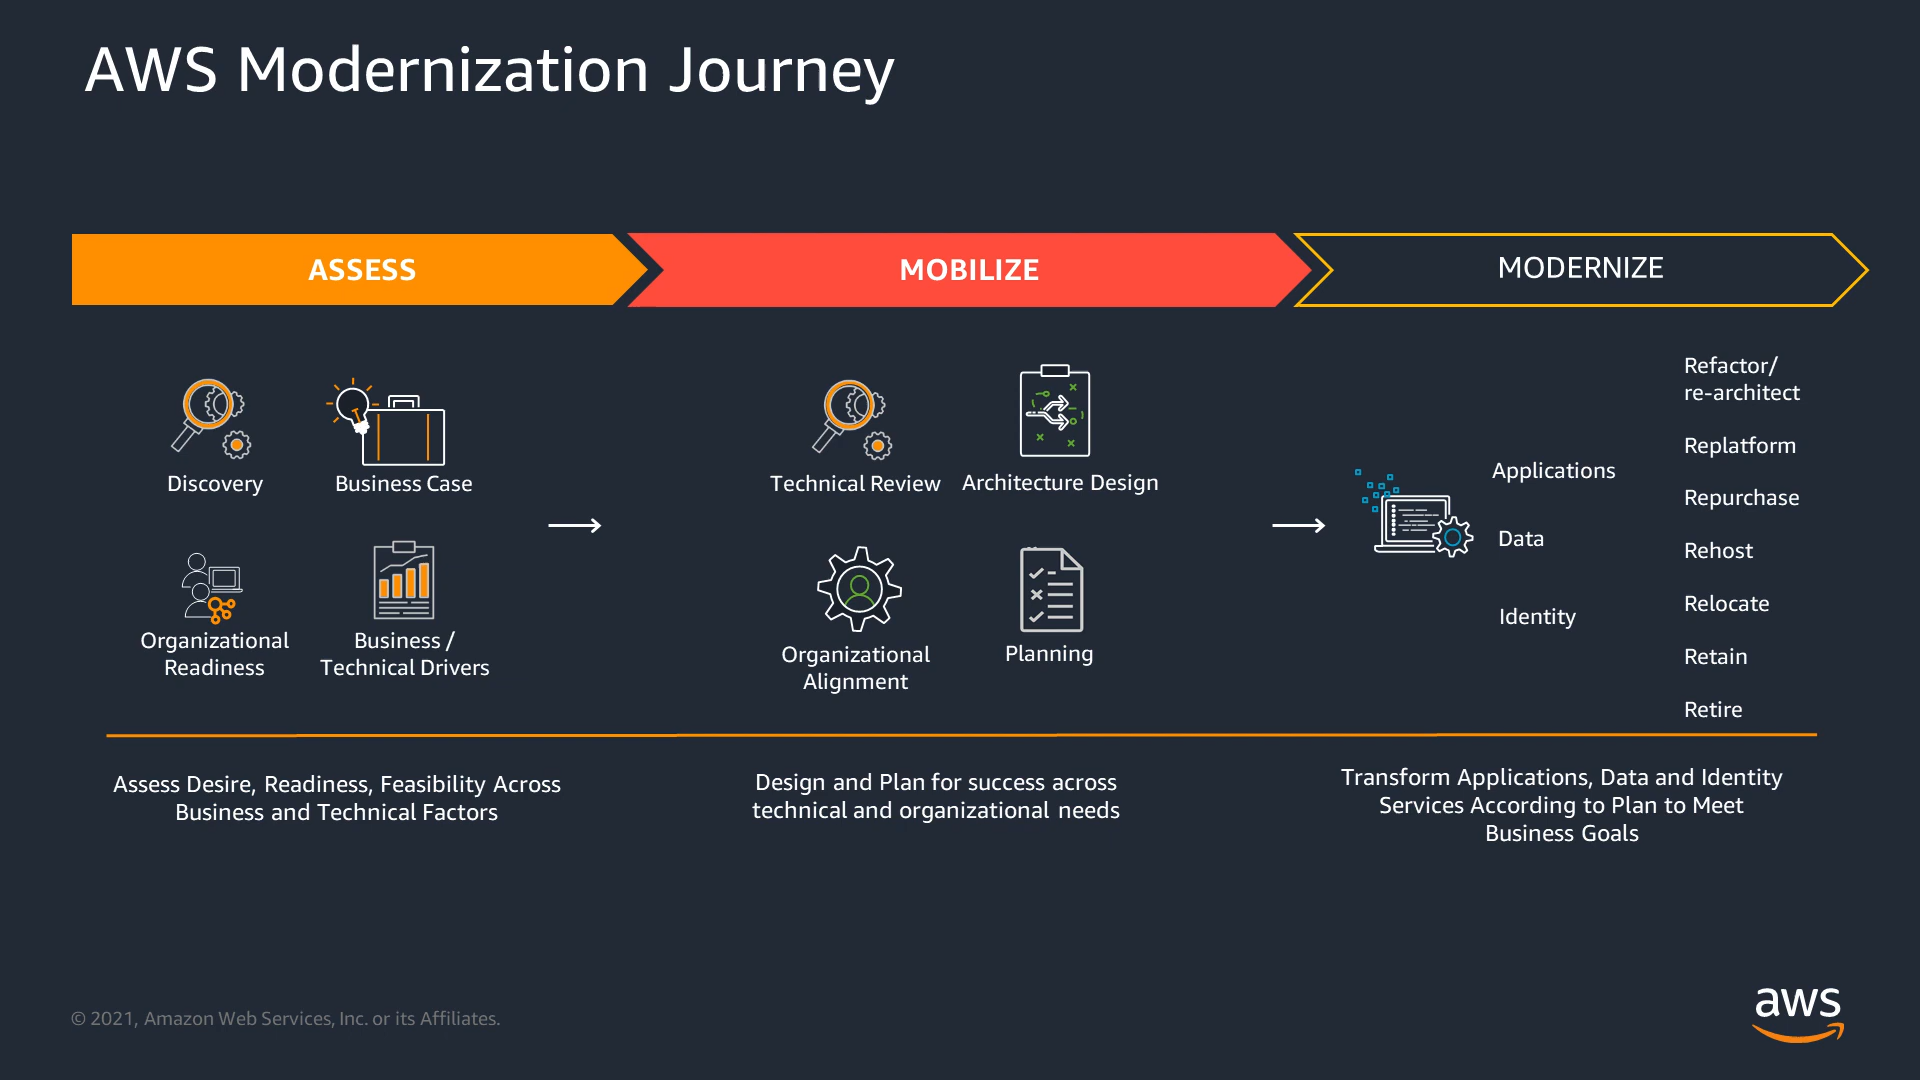 AWS Modernization Journey
ASSESS
MOBILIZE
MODERNIZE
Discovery
Business Case
Organizational
Readiness
Business /
Technical Drivers
Technical Review
Architecture Design
Organizational
Alignment
Planning
Applications
Data
Identity
Refactor/
re-architect
Replatform
Repurchase
Rehost
Relocate
Retain
Retire
Assess Desire, Readiness, Feasibility Across
Business and Technical Factors
Design and Plan for success across
technical and organizational needs
Transform Applications, Data and Identity
Services According to Plan to Meet
Business Goals
© 2021, Amazon Web Services, Inc. or its Affiliates.
aws